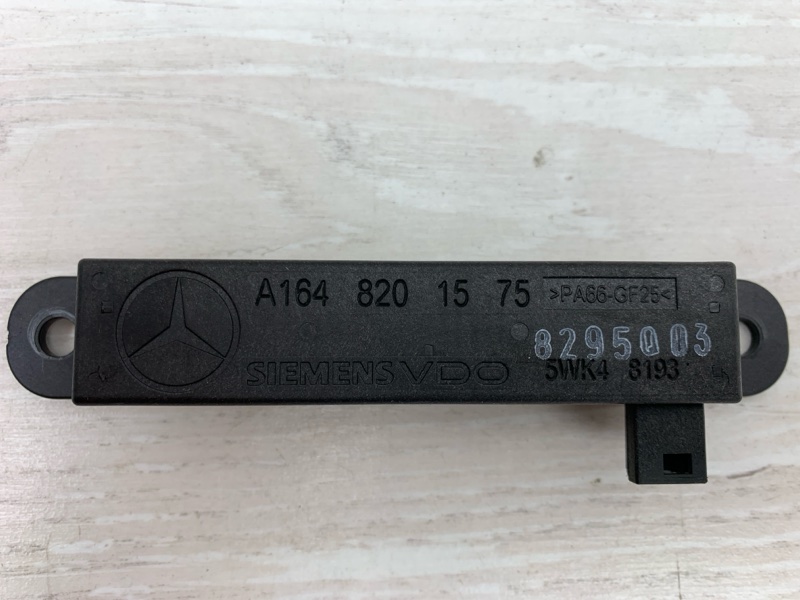 A164 820 15 75 >PA66-GF25<
8295003
SIEMENS VDO 5WK4 8193